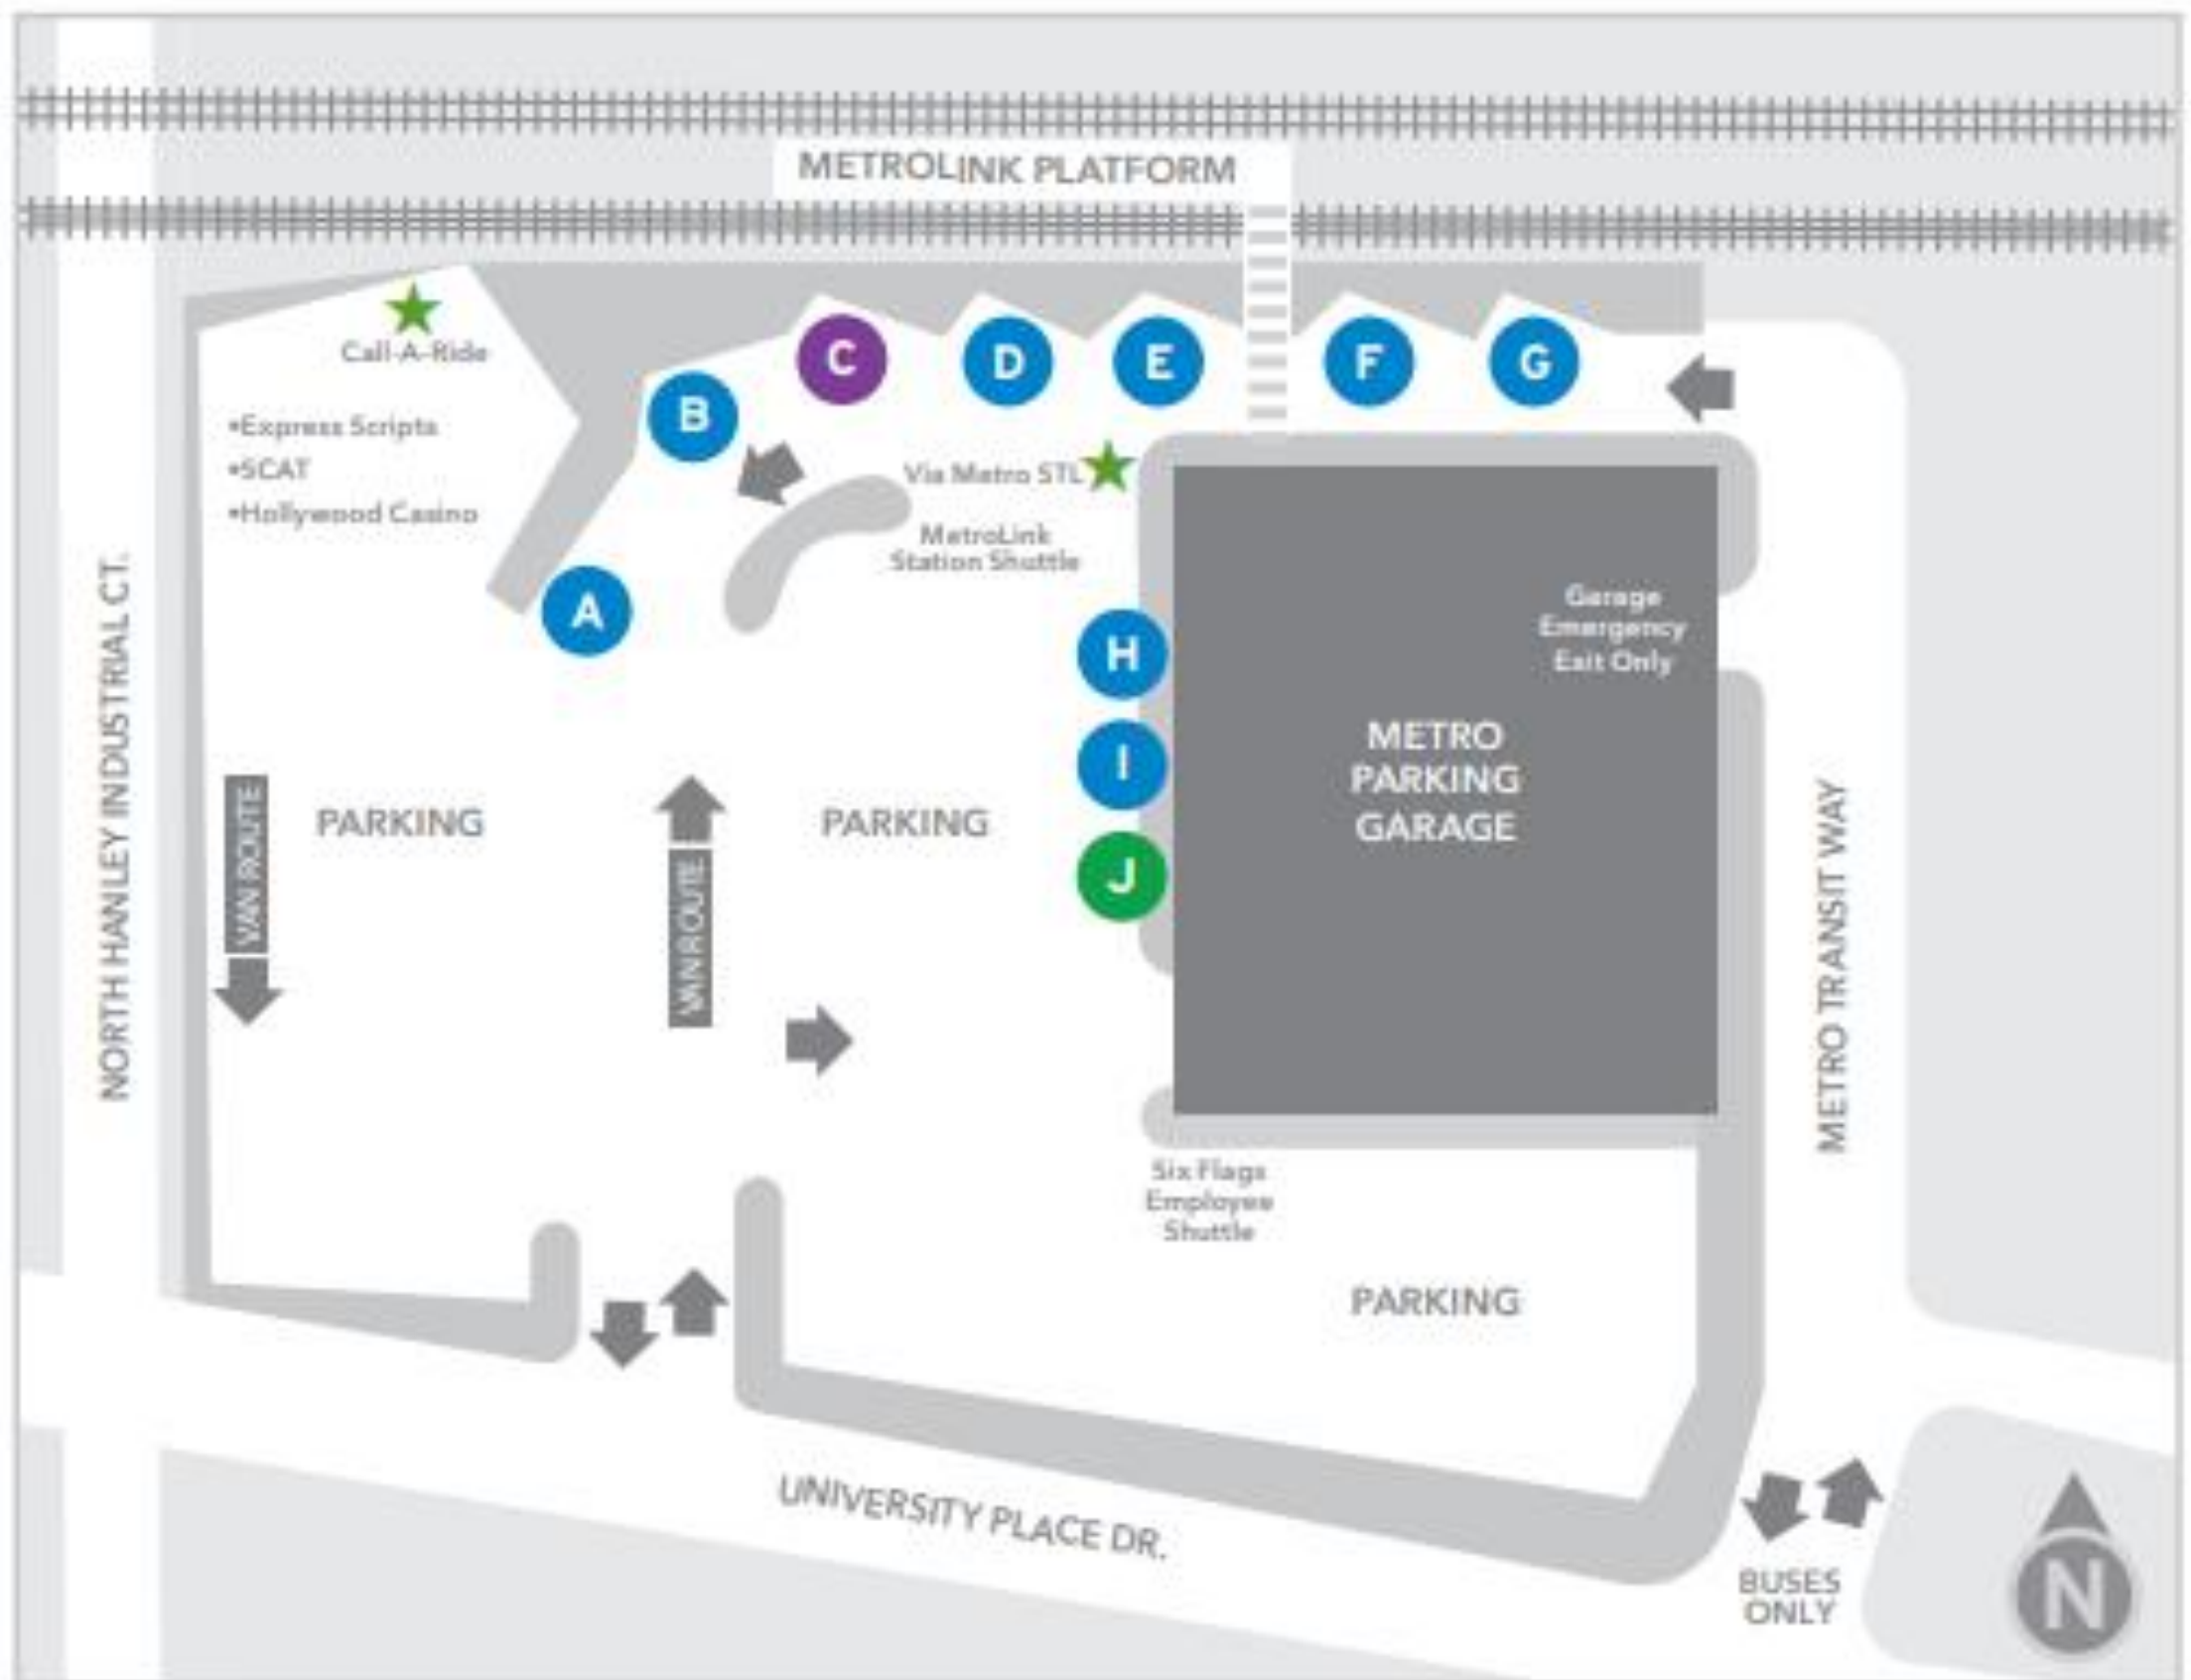 METROLINK PLATFORM
Call-A-Ride
•Express Scripts
•SCAT
•Hollywood Casino
C
D
E
F
G
B
A
Via Metro STL
MetroLink
Station Shuttle
H
I
J
Garage
Emergency
Exit Only
METRO
PARKING
GARAGE
NORTH HANLEY INDUSTRIAL CT.
VAN ROUTE
PARKING
VAN ROUTE
PARKING
METRO TRANSIT WAY
Six Flags
Employee
Shuttle
PARKING
UNIVERSITY PLACE DR.
BUSES
ONLY
N